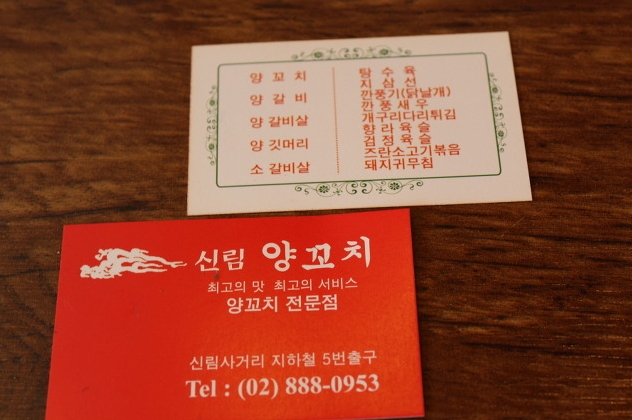 양 꼬 치
양 갈 비
양 갈비살
양 깃머리
소 갈비살
탕 수 육
지 삼 선
깐풍기(닭날개)
깐 풍 새 우
개구리다리튀김
향 라 육 슬
검 정 육 슬
즈란소고기볶음
돼지귀무침
신림 양꼬치
최고의 맛 최고의 서비스
양꼬치 전문점
신림사거리 지하철 5번출구
Tel : (02) 888-0953